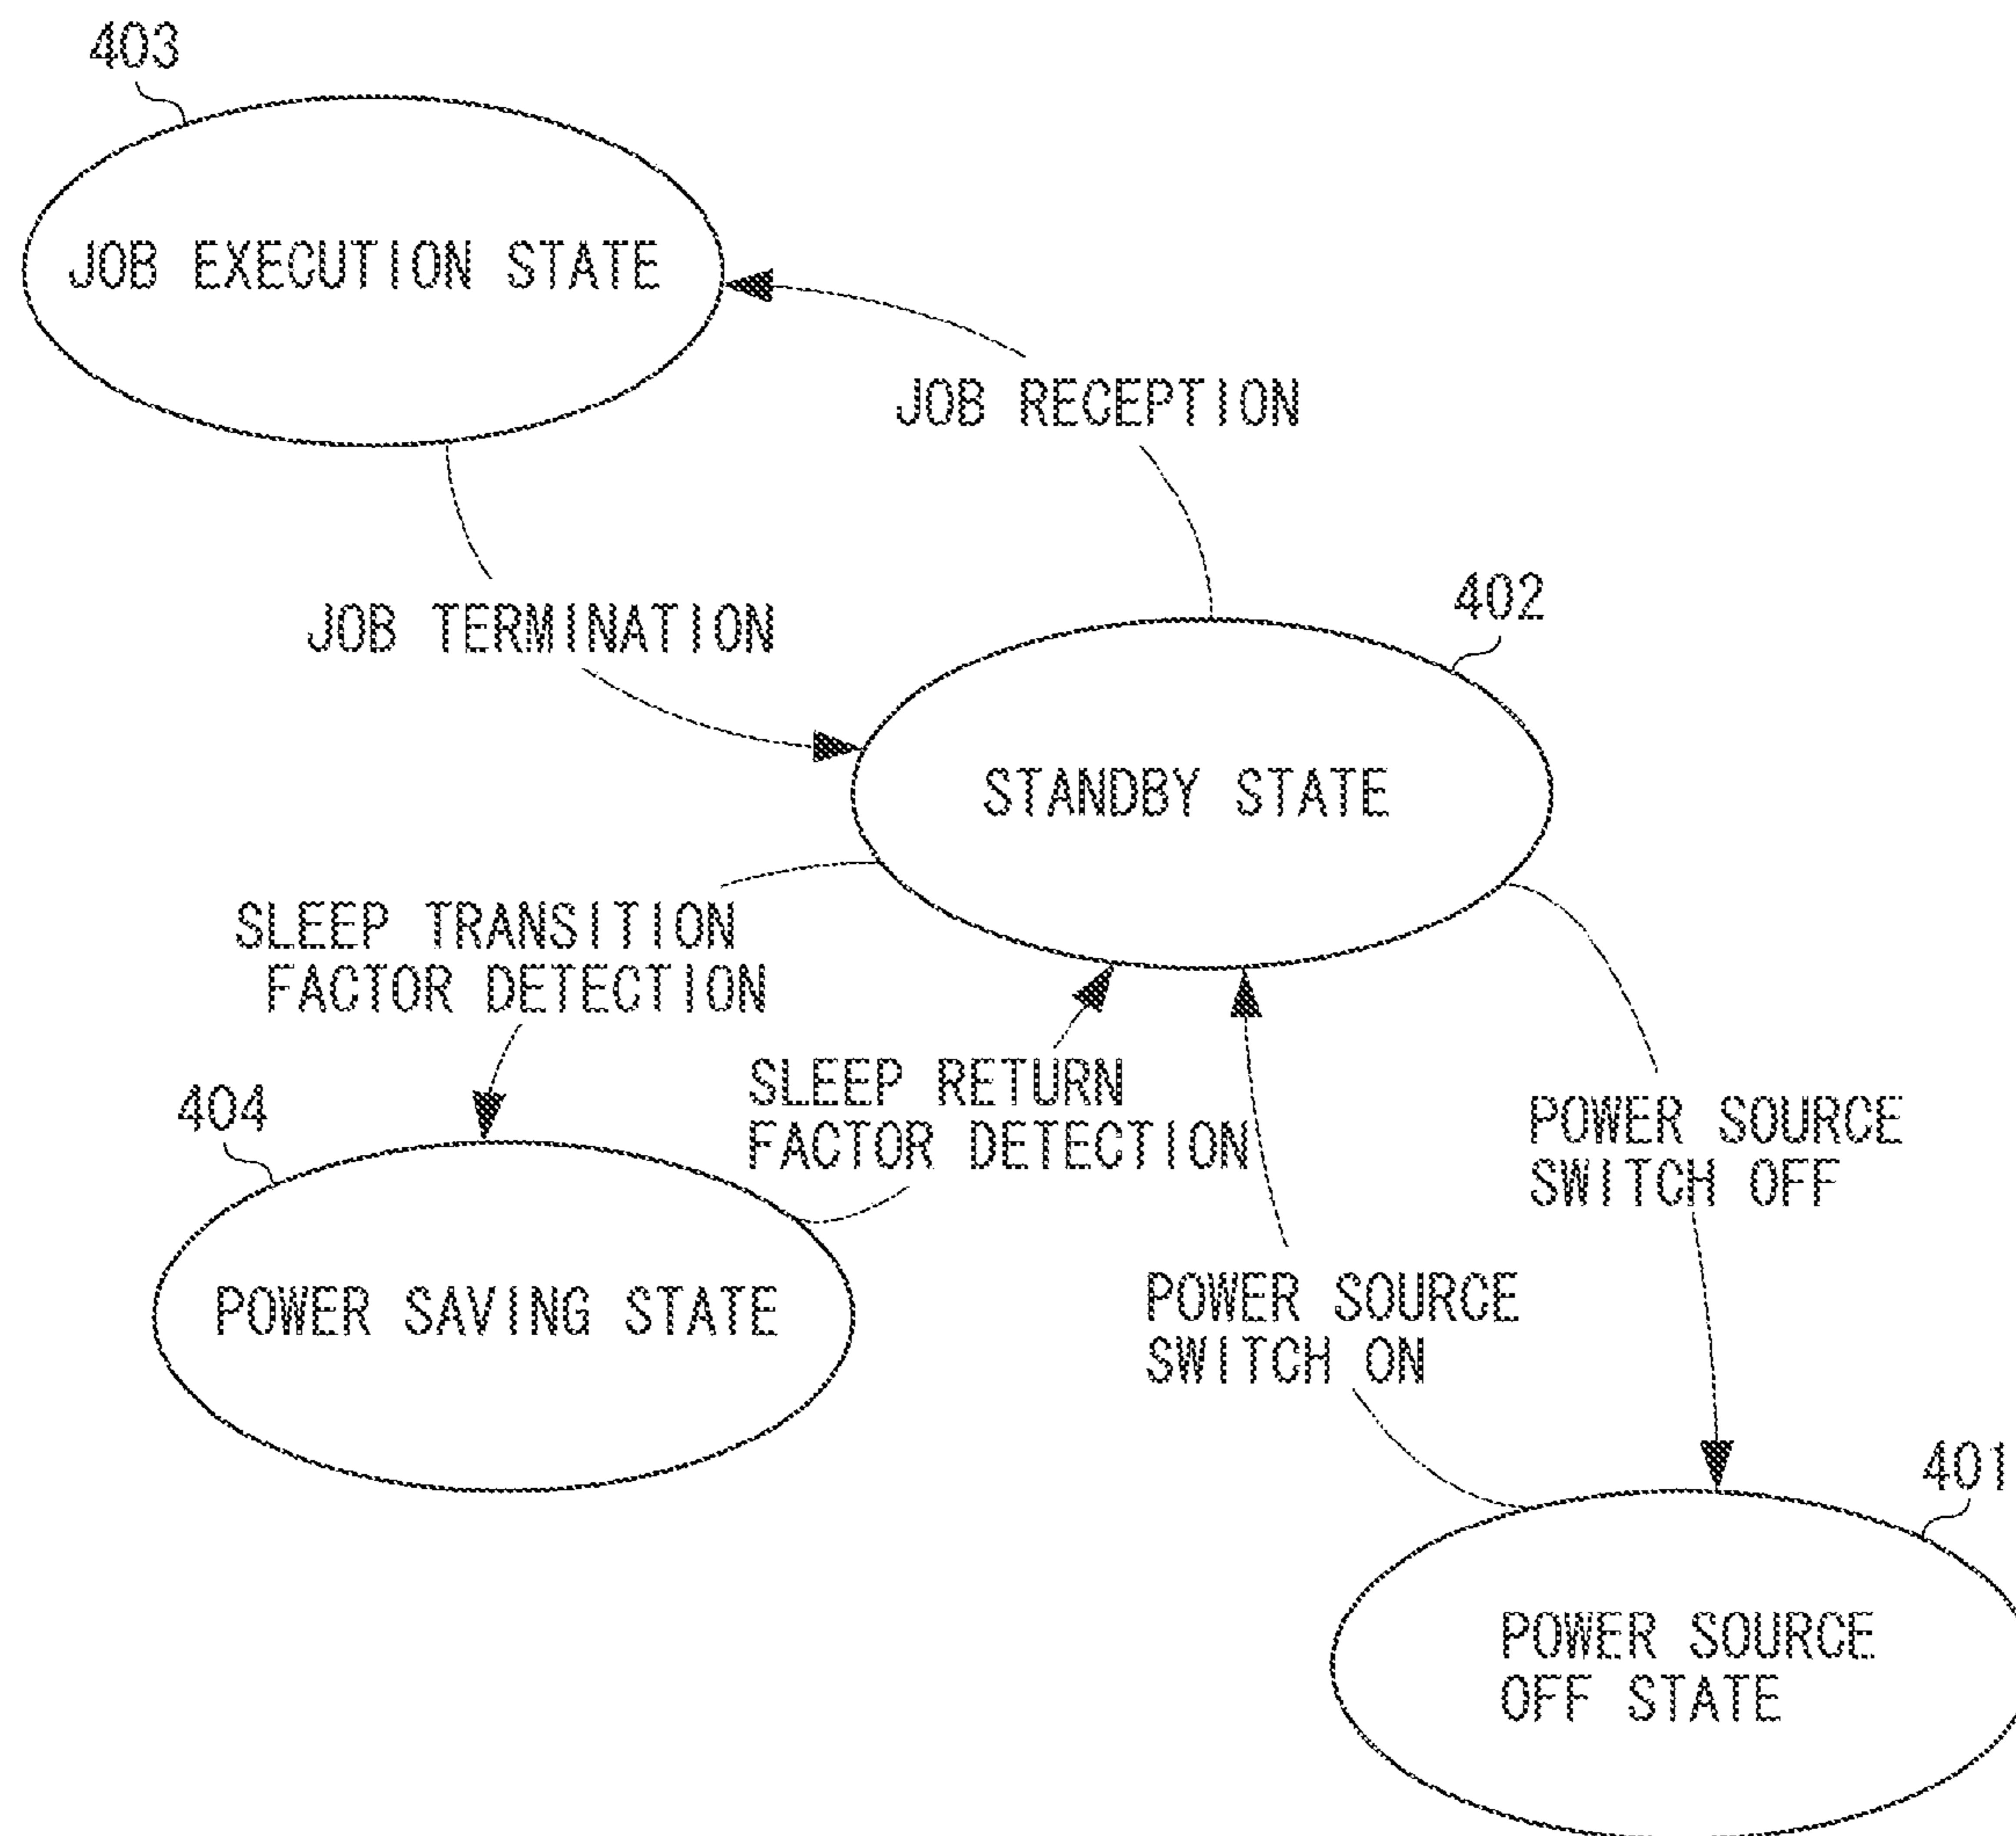 403
JOB EXECUTION STATE
JOB RECEPTION
JOB TERMINATION
402
STANDBY STATE
SLEEP TRANSITION
FACTOR DETECTION
SLEEP RETURN
FACTOR DETECTION
404
POWER SAVING STATE
POWER SOURCE
SWITCH OFF
POWER SOURCE
SWITCH ON
401
POWER SOURCE
OFF STATE